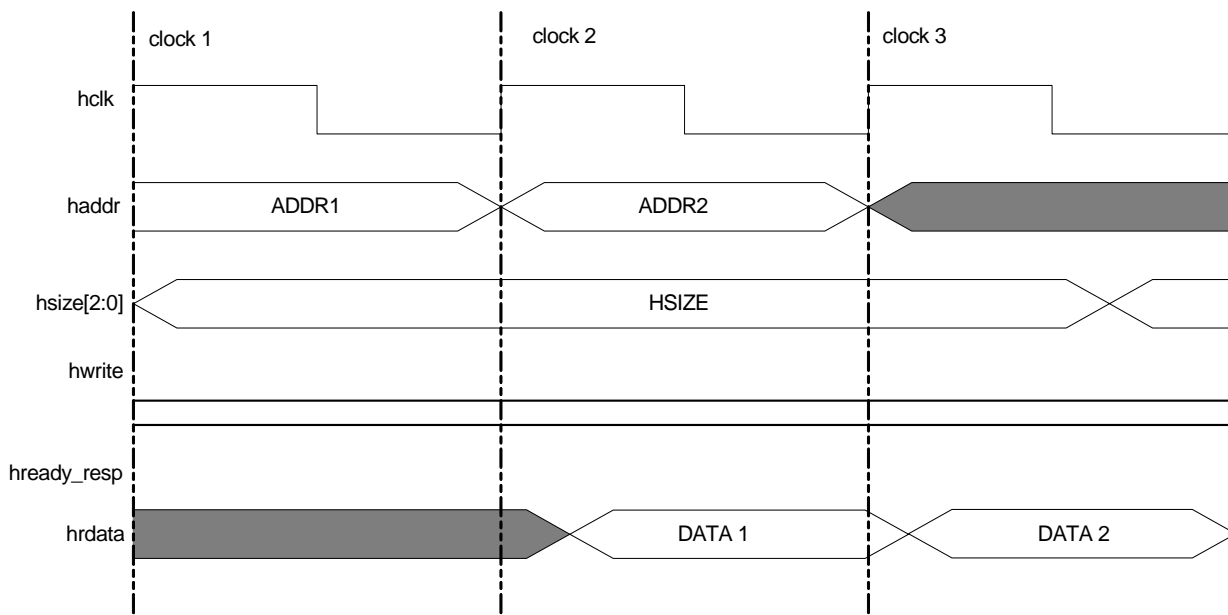 clock 1 clock 2 clock 3
hclk
haddr ADDR1 ADDR2
hsize[2:0] HSIZE
hwrite
hready_resp
hrdata DATA 1 DATA 2